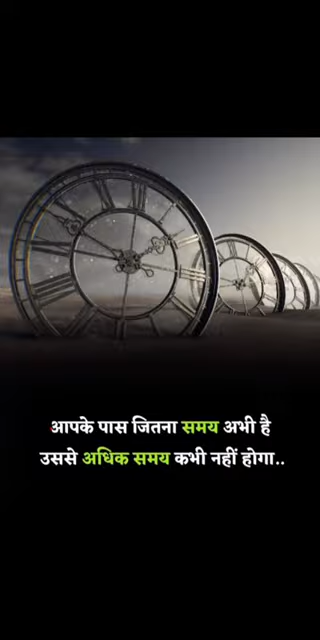 आपके पास जितना समय अभी है
उससे अधिक समय कभी नहीं होगा..